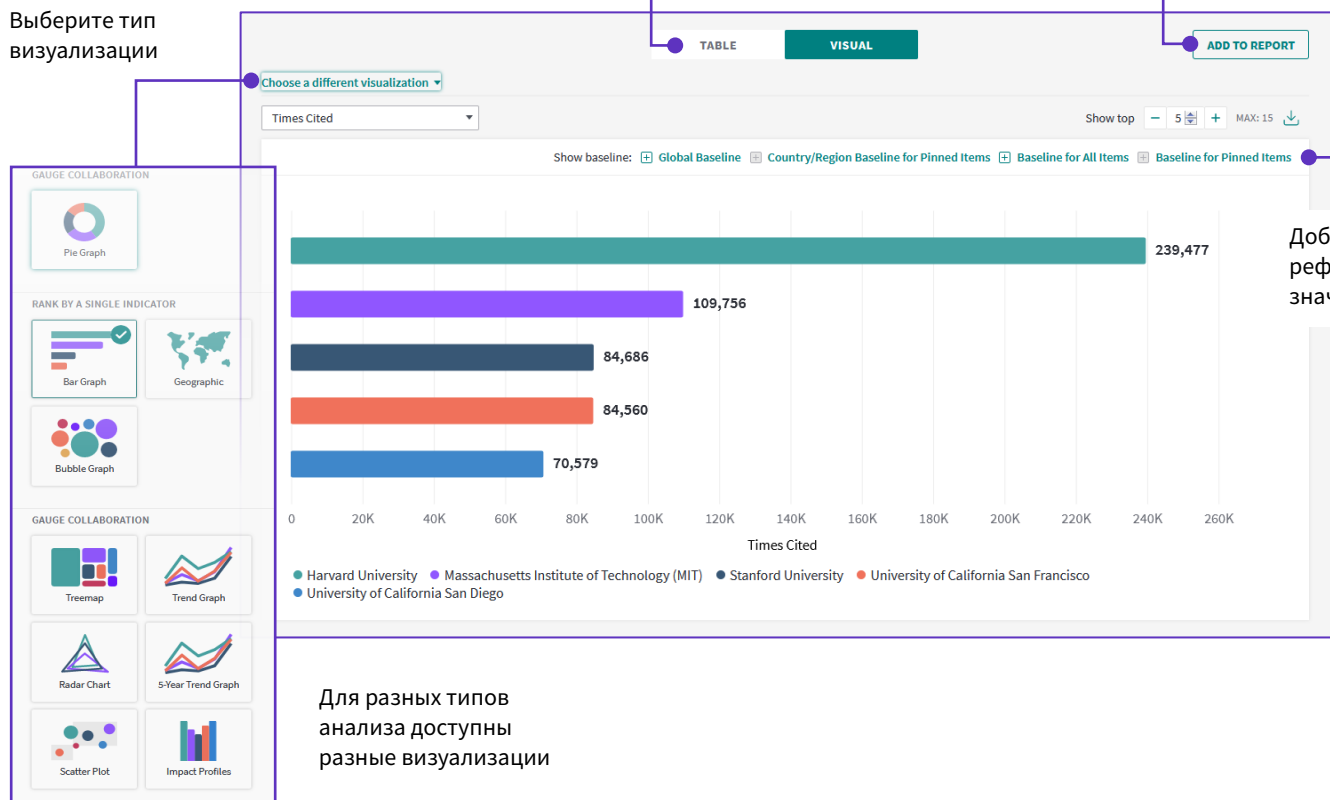 Выберите тип
визуализации
TABLE
VISUAL
ADD TO REPORT
Choose a different visualization
Times Cited
Show top
5
MAX: 15
Show baseline: Global Baseline Country/Region Baseline for Pinned Items Baseline for All Items Baseline for Pinned Items
GAUGE COLLABORATION
Pie Graph
RANK BY A SINGLE INDICATOR
Bar Graph
Geographic
Bubble Graph
GAUGE COLLABORATION
Treemap
Trend Graph
Radar Chart
5-Year Trend Graph
Scatter Plot
Impact Profiles
239,477
109,756
84,686
84,560
70,579
0 20K 40K 60K 80K 100K 120K 140K 160K 180K 200K 220K 240K 260K
Times Cited
Harvard University Massachusetts Institute of Technology (MIT) Stanford University University of California San Francisco
University of California San Diego
Для разных типов
анализа доступны
разные визуализации